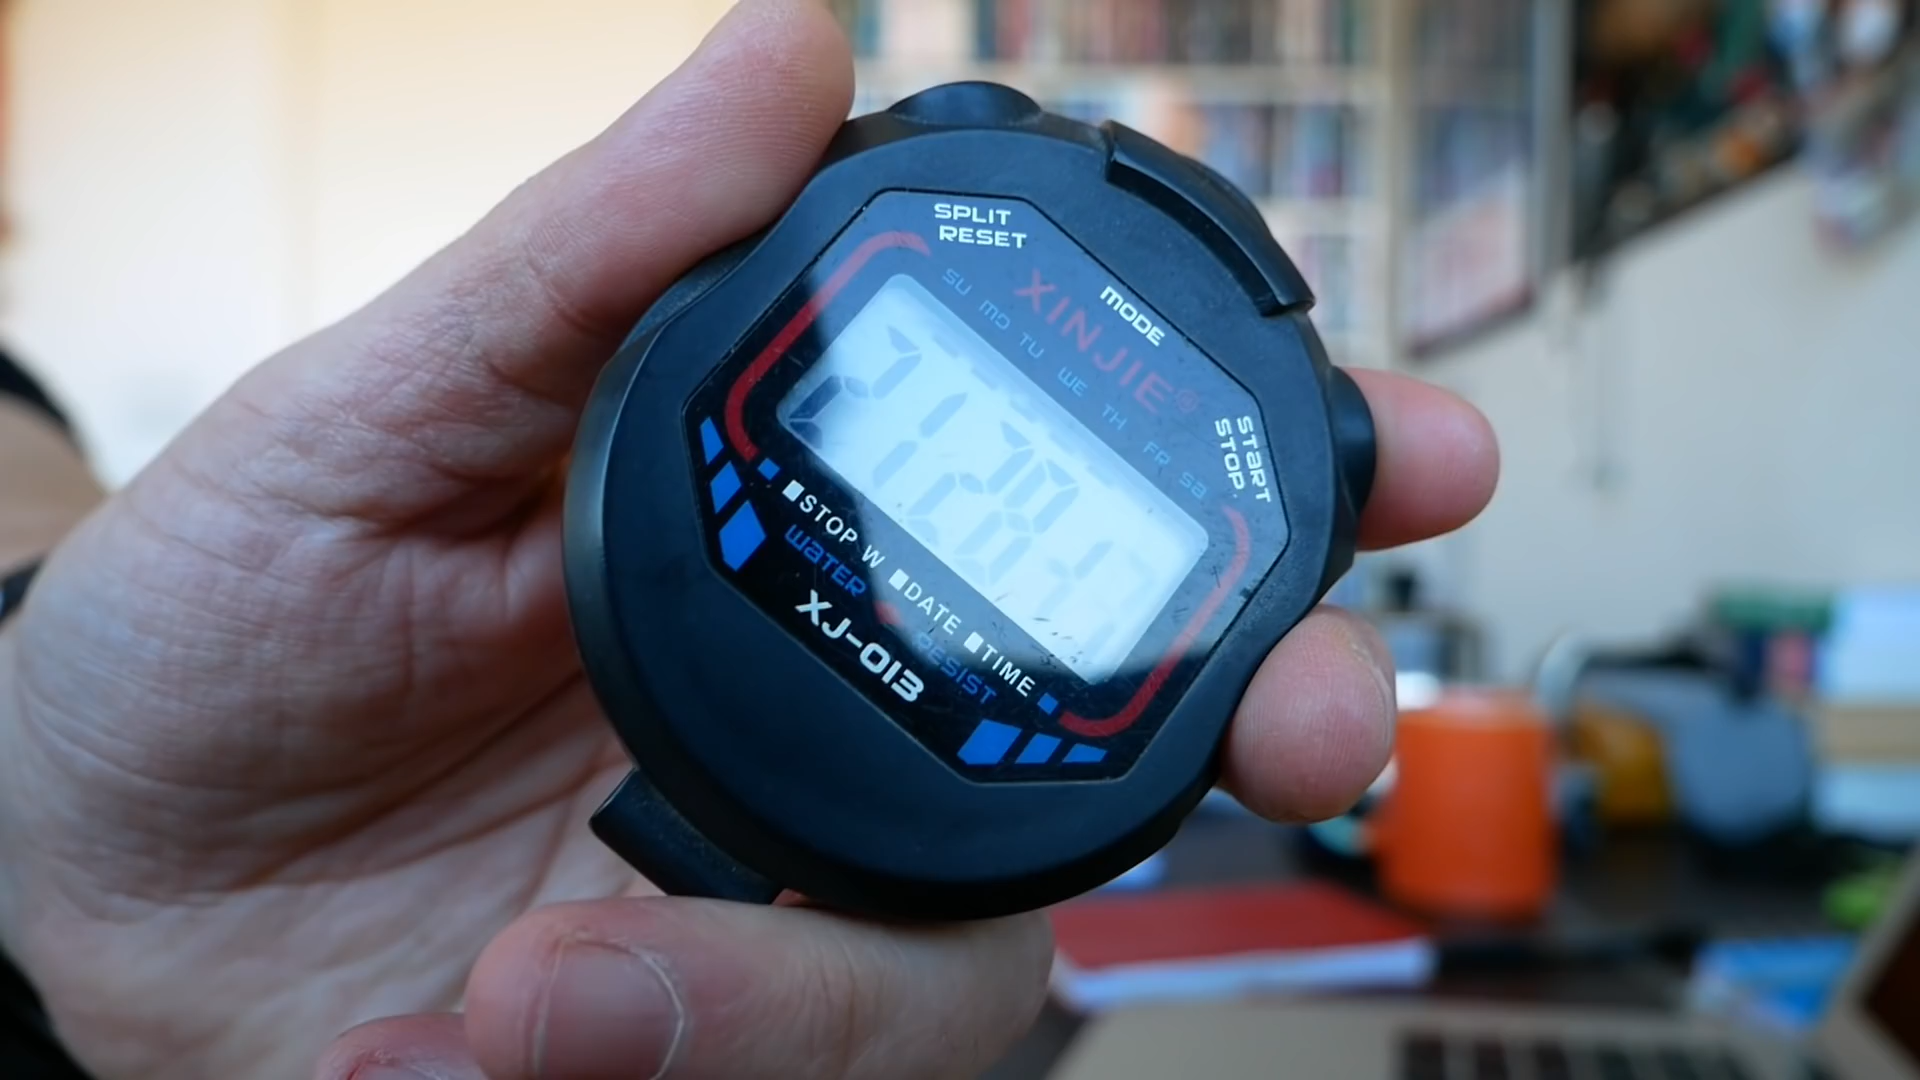 SPLIT
RESET
MODE
XINJIE®
SU MO TU WE TH FR SA
START
STOP
STOP W DATE TIME
WATER RESIST
XJ-013